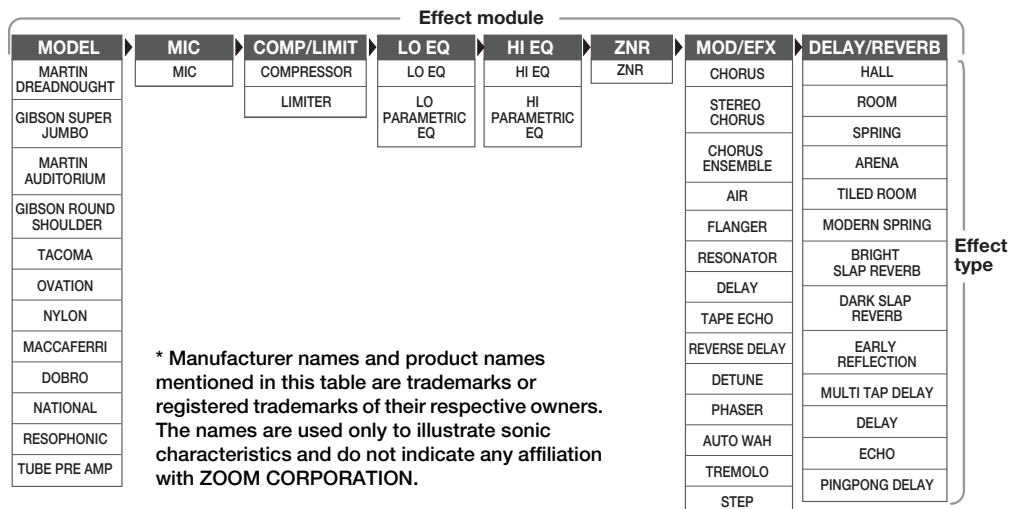 Effect module
MODEL MIC COMP/LIMIT LO EQ HI EQ ZNR MOD/EFX DELAY/REVERB
MARTIN
DREADNOUGHT
GIBSON SUPER
JUMBO
MARTIN
AUDITORIUM
GIBSON ROUND
SHOULDER
TACOMA
OVATION
NYLON
MACCAFERRI
DOBRO
NATIONAL
RESOPHONIC
TUBE PRE AMP
MIC
COMPRESSOR
LIMITER
LO EQ
LO
PARAMETRIC
EQ
HI EQ
HI
PARAMETRIC
EQ
ZNR
CHORUS
STEREO
CHORUS
CHORUS
ENSEMBLE
AIR
FLANGER
RESONATOR
DELAY
TAPE ECHO
REVERSE DELAY
DETUNE
PHASER
AUTO WAH
TREMOLO
STEP
HALL
ROOM
SPRING
ARENA
TILED ROOM
MODERN SPRING
BRIGHT
SLAP REVERB
DARK SLAP
REVERB
EARLY
REFLECTION
MULTI TAP DELAY
DELAY
ECHO
PINGPONG DELAY
Effect
type
* Manufacturer names and product names
mentioned in this table are trademarks or
registered trademarks of their respective owners.
The names are used only to illustrate sonic
characteristics and do not indicate any affiliation
with ZOOM CORPORATION.